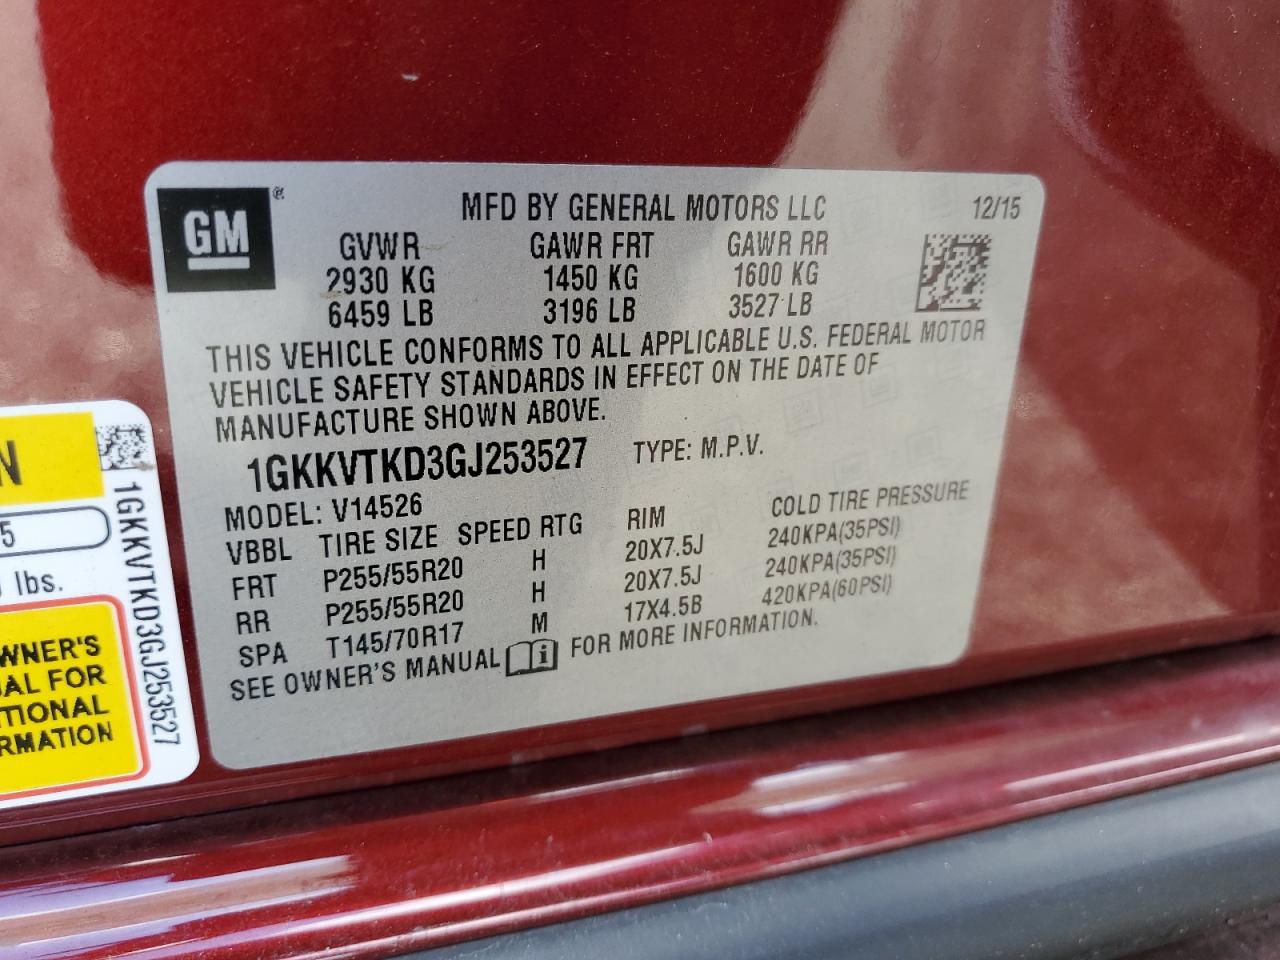 GM ®
MFD BY GENERAL MOTORS LLC 12/15
GVWR GAWR FRT GAWR RR
2930 KG 1450 KG 1600 KG
6459 LB 3196 LB 3527 LB
THIS VEHICLE CONFORMS TO ALL APPLICABLE U.S. FEDERAL MOTOR
VEHICLE SAFETY STANDARDS IN EFFECT ON THE DATE OF
MANUFACTURE SHOWN ABOVE.
1GKKVTKD3GJ253527 TYPE: M.P.V.
MODEL: V14526
VBBL TIRE SIZE SPEED RTG RIM COLD TIRE PRESSURE
FRT P255/55R20 H 20X7.5J 240KPA(35PSI)
RR P255/55R20 H 20X7.5J 240KPA(35PSI)
SPA T145/70R17 M 17X4.5B 420KPA(60PSI)
SEE OWNER'S MANUAL i FOR MORE INFORMATION.
N
5
lbs.
WNER'S
UAL FOR
ITIONAL
RMATION
1GKKVTKD3GJ253527